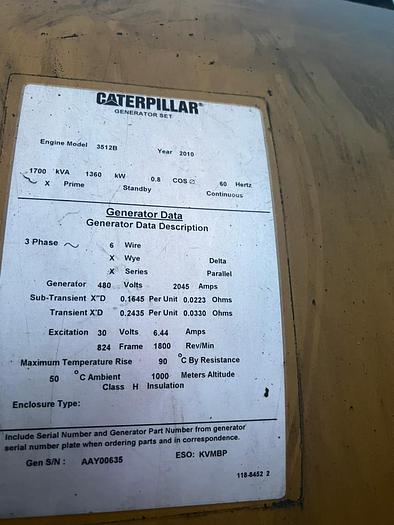 CATERPILLAR®
GENERATOR SET
Engine Model 3512B Year 2010
1700 kVA 1360 kW 0.8 COS ∅ 60 Hertz
X Prime Standby Continuous
Generator Data
Generator Data Description
3 Phase ~ 6 Wire
X Wye Delta
X Series Parallel
Generator 480 Volts 2045 Amps
Sub-Transient X"D 0.1645 Per Unit 0.0223 Ohms
Transient X'D 0.2435 Per Unit 0.0330 Ohms
Excitation 30 Volts 6.44 Amps
824 Frame 1800 Rev/Min
Maximum Temperature Rise 90 °C By Resistance
50 °C Ambient 1000 Meters Altitude
Class H Insulation
Enclosure Type:
Include Serial Number and Generator Part Number from generator
serial number plate when ordering parts and in correspondence.
Gen S/N : AAY00635 ESO: KVMBP
118-8452 2